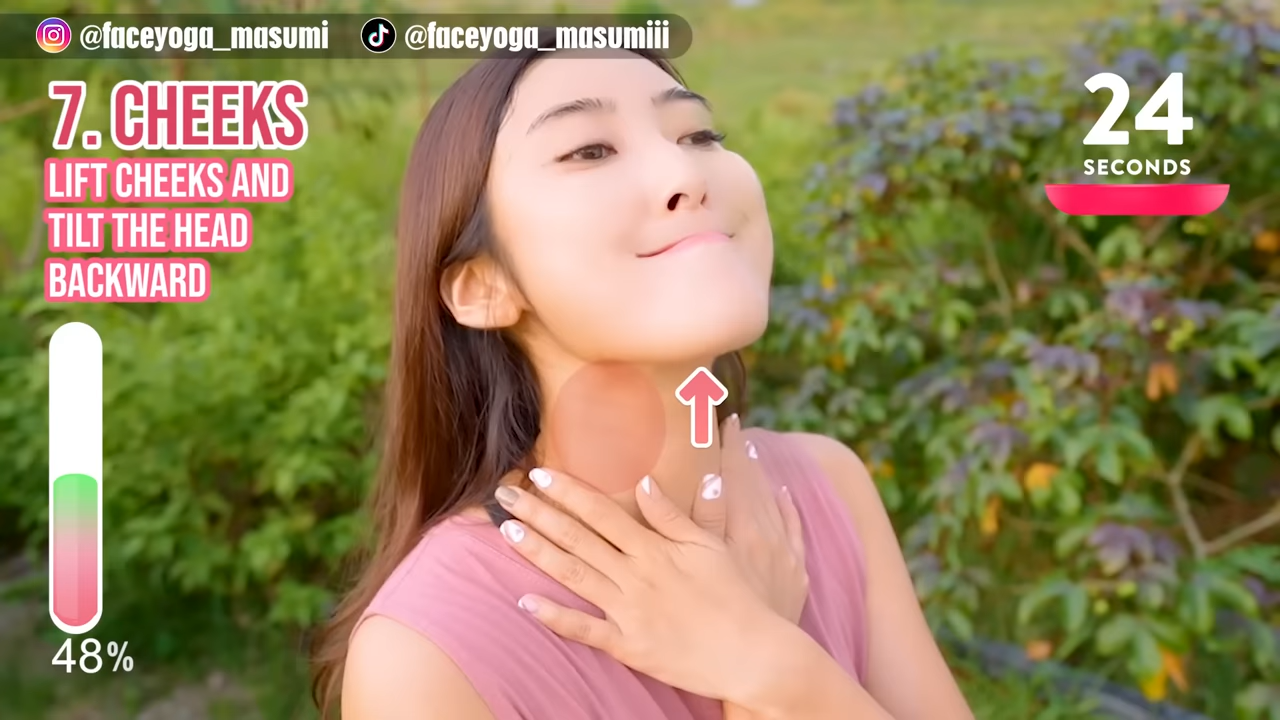 @faceyoga_masumi @faceyoga_masumiii
7. CHEEKS
LIFT CHEEKS AND
TILT THE HEAD
BACKWARD
24
SECONDS
48%